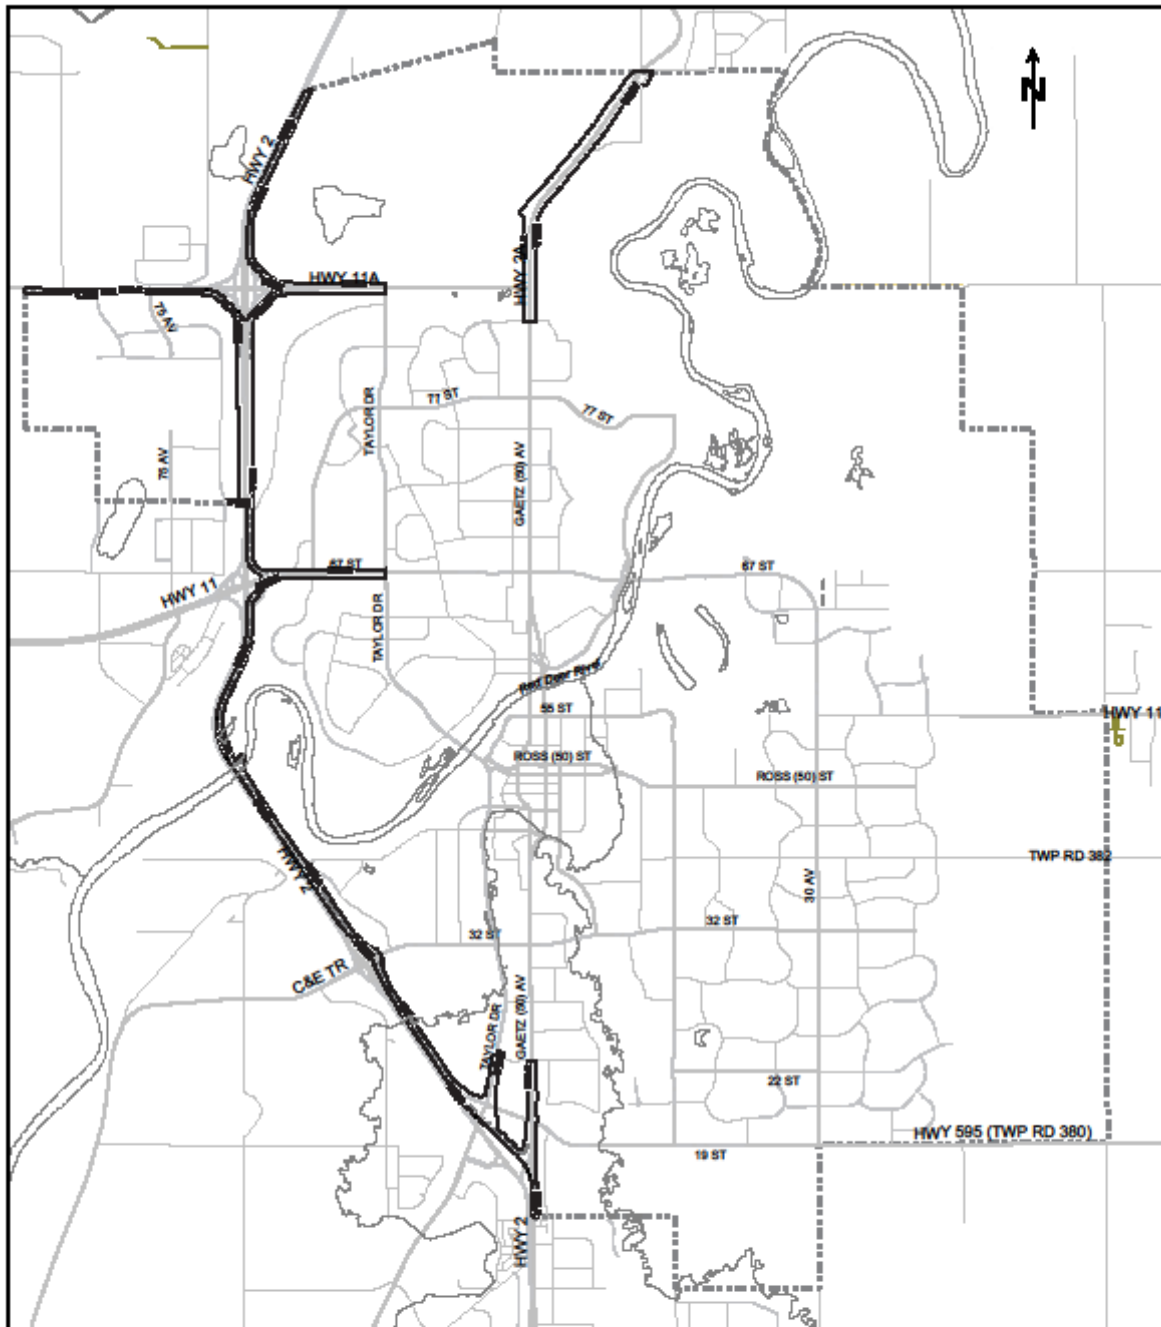 N
HWY 2
HWY 2A
HWY 11A
75 AV
77 ST
77 ST
TAYLOR DR
GAETZ (50) AV
75 AV
67 ST
67 ST
HWY 11
TAYLOR DR
Red Deer River
55 ST
HWY 11
ROSS (50) ST
ROSS (50) ST
TWP RD 382
HWY 2
30 AV
32 ST
32 ST
C&E TR
GAETZ (50) AV
TAYLOR DR
22 ST
HWY 595 (TWP RD 380)
19 ST
HWY 2